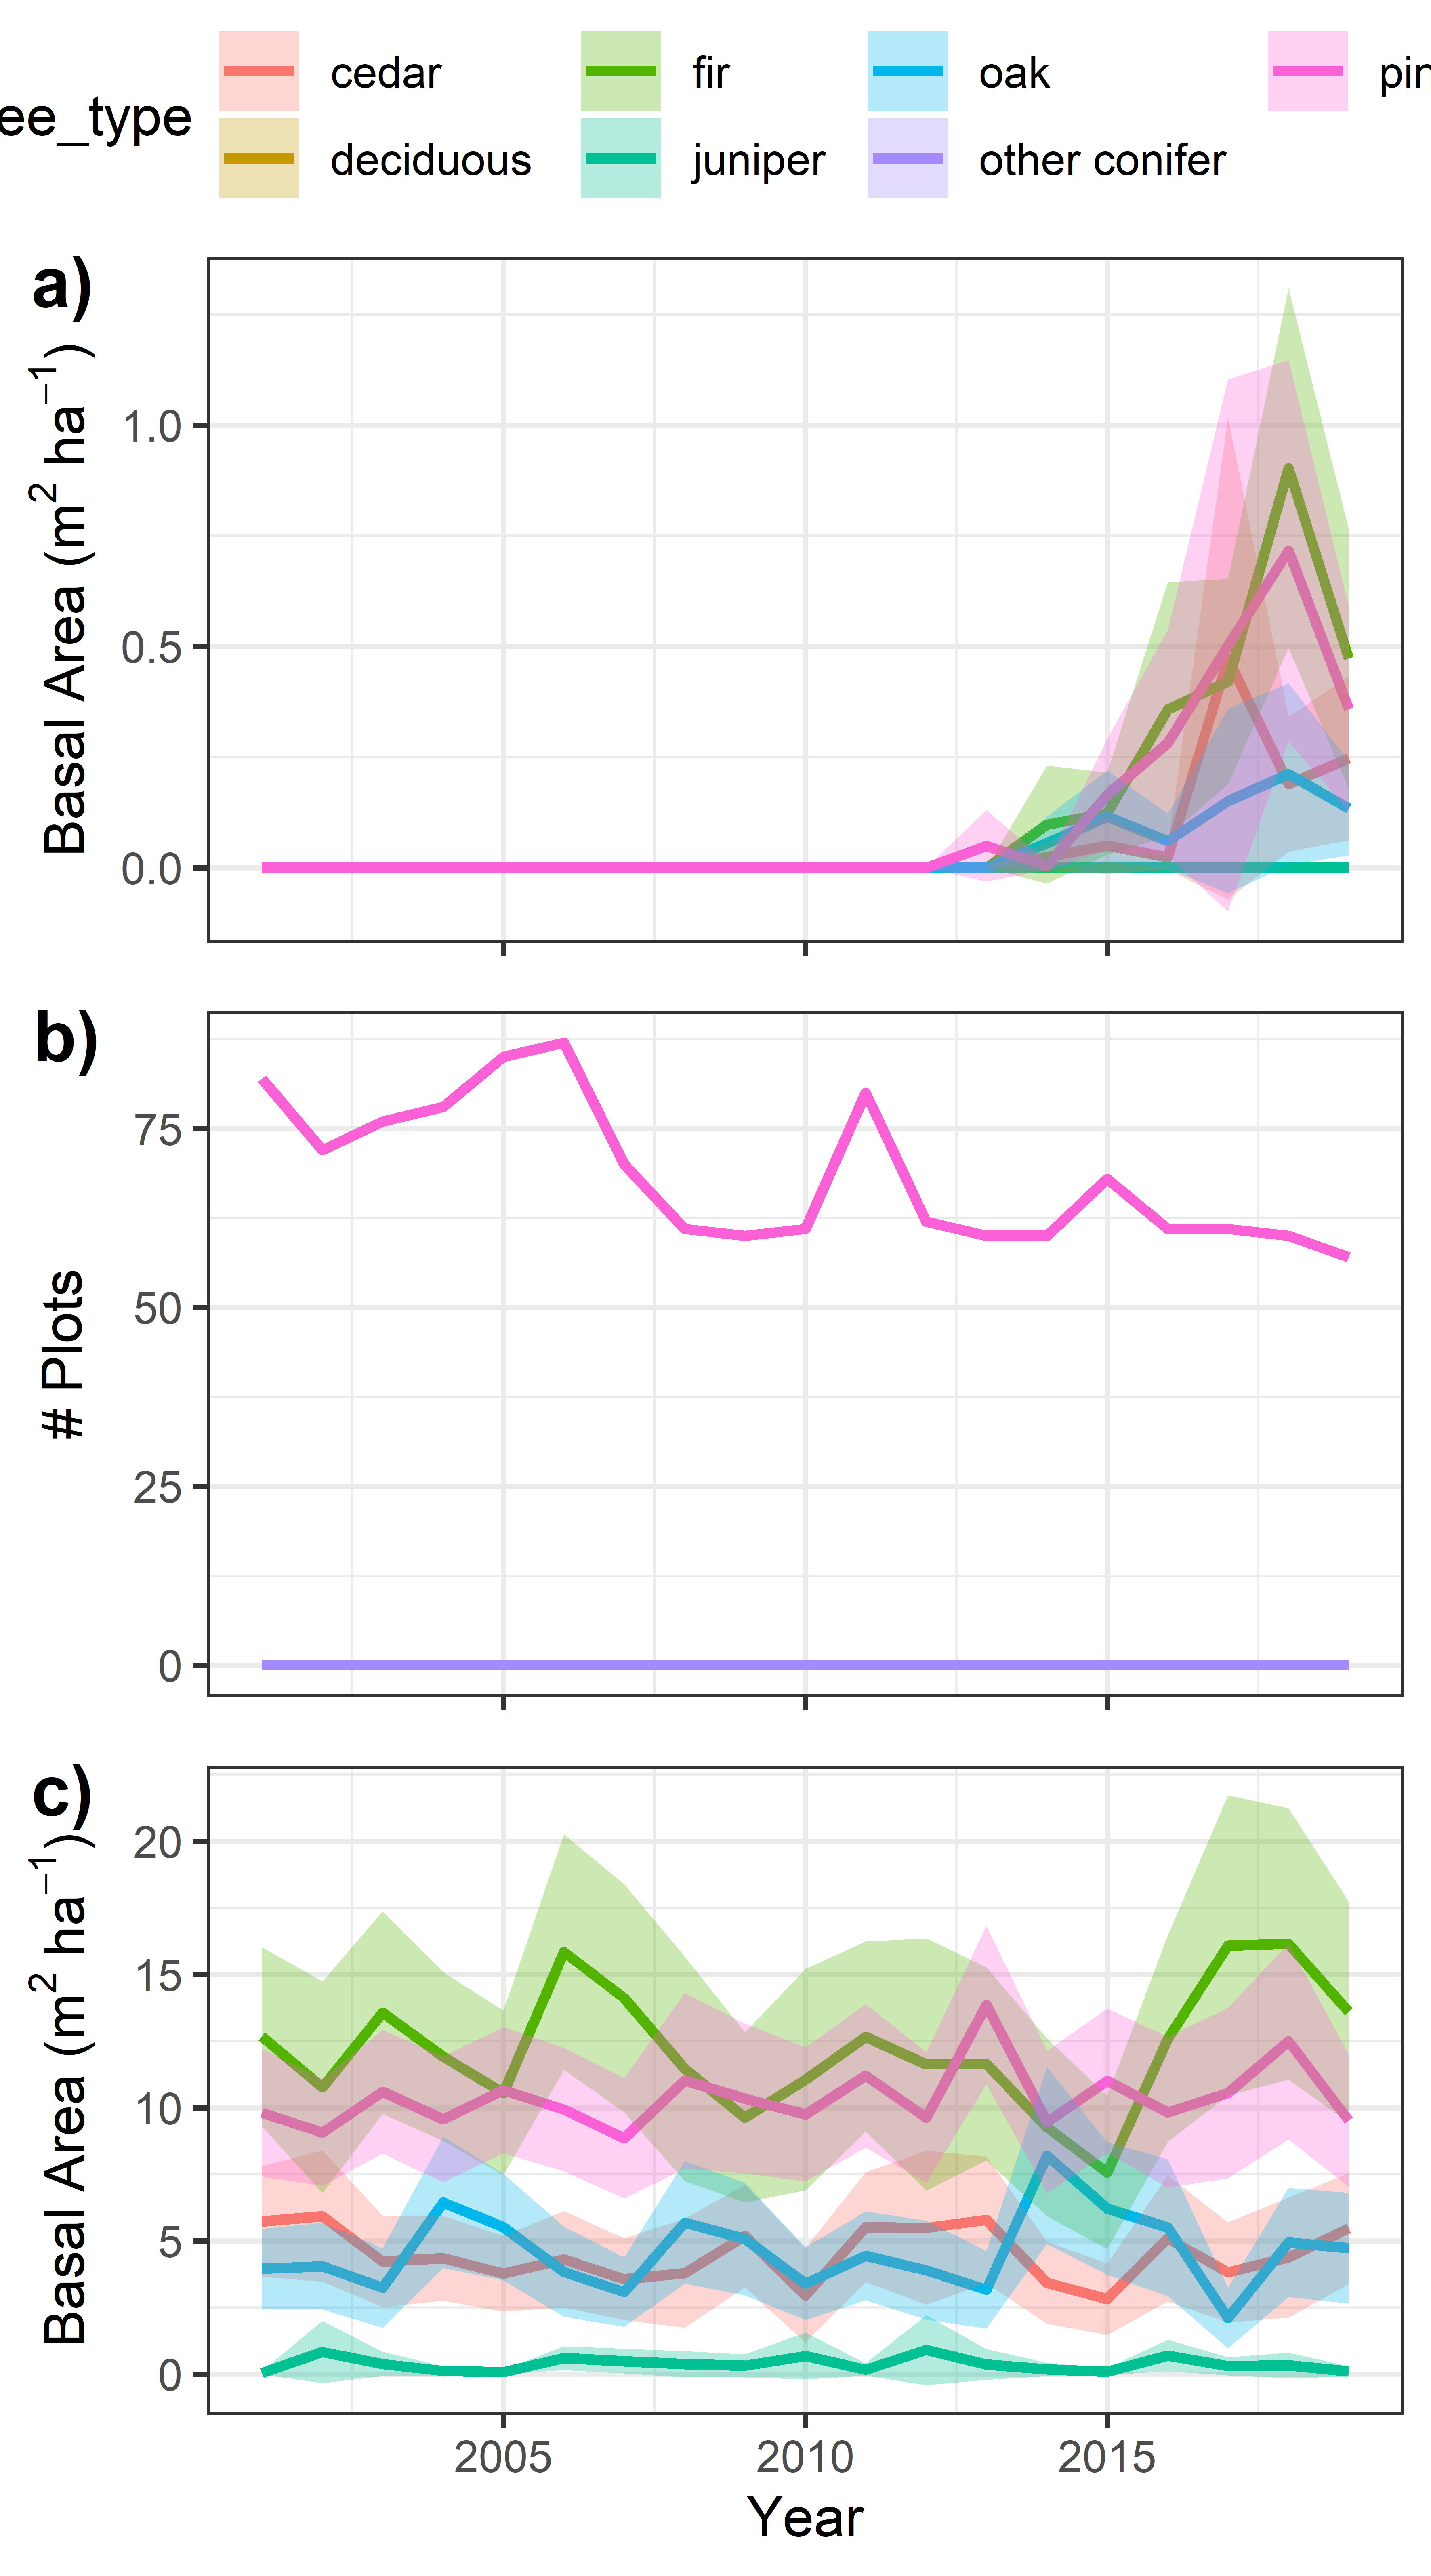 cedar fir oak pin
ee_type
deciduous juniper other conifer
a)
Basal Area (m² ha⁻¹)
1.0
0.5
0.0
b)
# Plots
75
50
25
0
c)
Basal Area (m² ha⁻¹)
20
15
10
5
0
2005 2010 2015
Year